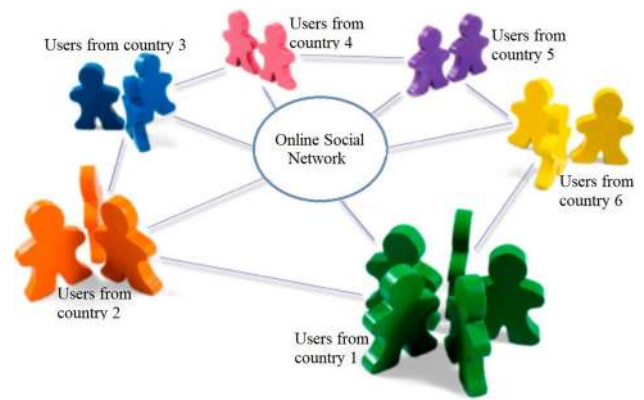 Users from
country 4
Users from
country 5
Users from country 3
Online Social
Network
Users from
country 6
Users from
country 2
Users from
country 1